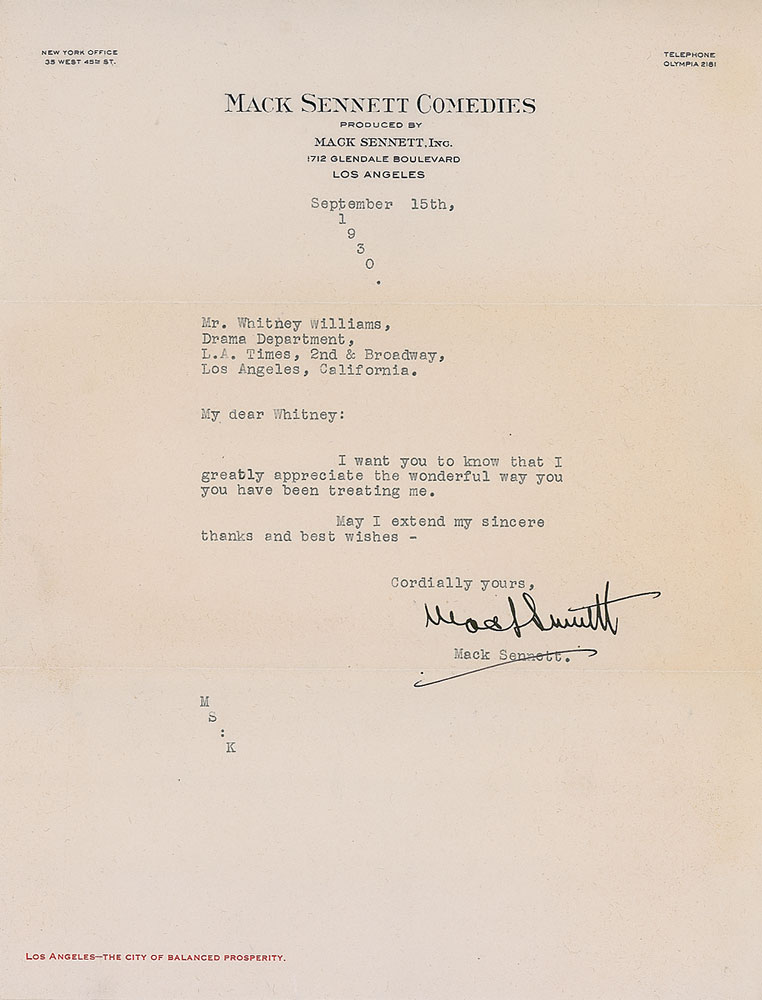 NEW YORK OFFICE
35 WEST 45TH ST.
TELEPHONE
OLYMPIA 2181
MACK SENNETT COMEDIES
PRODUCED BY
MACK SENNETT, INC.
1712 GLENDALE BOULEVARD
LOS ANGELES
September 15th,
1
9
3
0
.
Mr. Whitney Williams,
Drama Department,
L.A. Times, 2nd & Broadway,
Los Angeles, California.
My dear Whitney:
I want you to know that I
greatly appreciate the wonderful way you
you have been treating me.
May I extend my sincere
thanks and best wishes -
Cordially yours,
Mack Sennett
Mack Sennett.
M
S
:
K
LOS ANGELES—THE CITY OF BALANCED PROSPERITY.